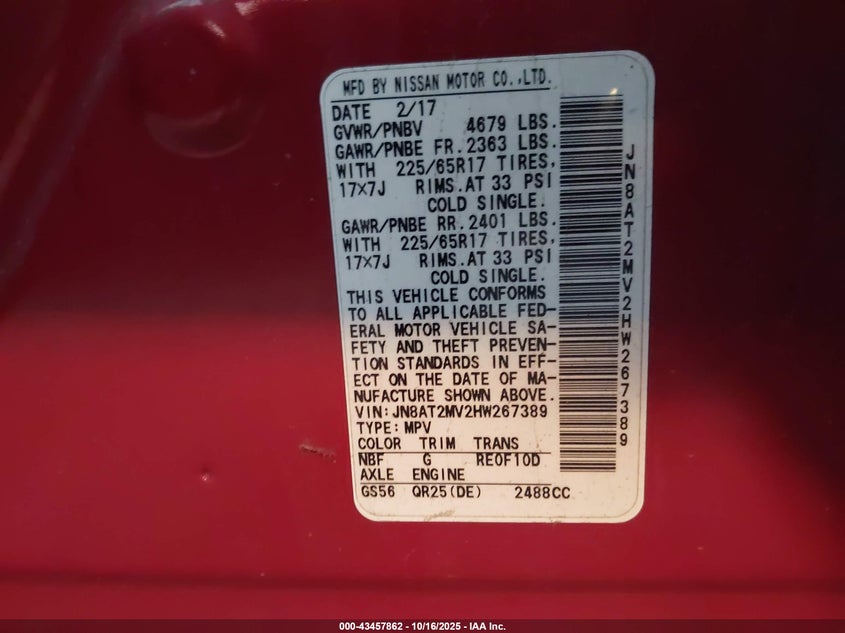 MFD BY NISSAN MOTOR CO.,LTD.
DATE 2/17
GVWR/PNBV 4679 LBS.
GAWR/PNBE FR.2363 LBS.
WITH 225/65R17 TIRES,
17×7J RIMS.AT 33 PSI
COLD SINGLE.
GAWR/PNBE RR.2401 LBS.
WITH 225/65R17 TIRES,
17×7J RIMS.AT 33 PSI
COLD SINGLE.
THIS VEHICLE CONFORMS
TO ALL APPLICABLE FED-
ERAL MOTOR VEHICLE SA-
FETY AND THEFT PREVEN-
TION STANDARDS IN EFF-
ECT ON THE DATE OF MA-
NUFACTURE SHOWN ABOVE.
VIN:JN8AT2MV2HW267389
TYPE:MPV
COLOR TRIM TRANS
NBF G RE0F10D
AXLE ENGINE
GS56 QR25(DE) 2488CC
JN8AT2MV2HW267389
000-43457862 - 10/16/2025 - IAA Inc.